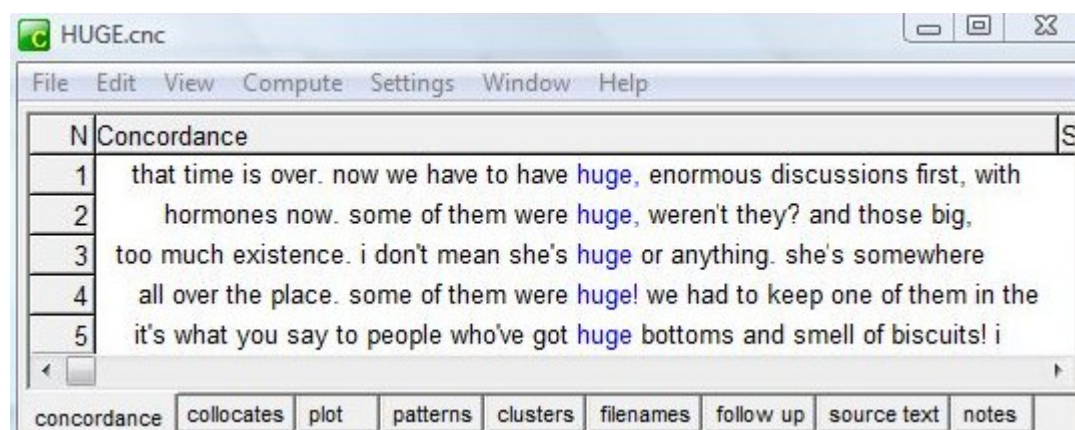 HUGE.cnc
File Edit View Compute Settings Window Help
N Concordance S
1 that time is over. now we have to have huge, enormous discussions first, with
2 hormones now. some of them were huge, weren't they? and those big,
3 too much existence. i don't mean she's huge or anything. she's somewhere
4 all over the place. some of them were huge! we had to keep one of them in the
5 it's what you say to people who've got huge bottoms and smell of biscuits! i
concordance collocates plot patterns clusters filenames follow up source text notes